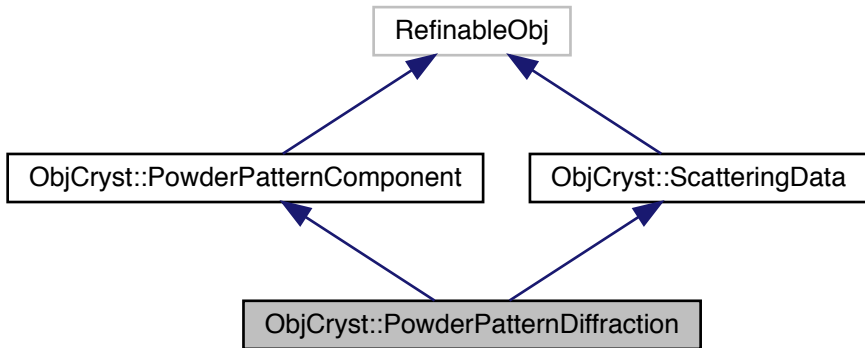 RefinableObj
ObjCryst::PowderPatternComponent
ObjCryst::ScatteringData
ObjCryst::PowderPatternDiffraction